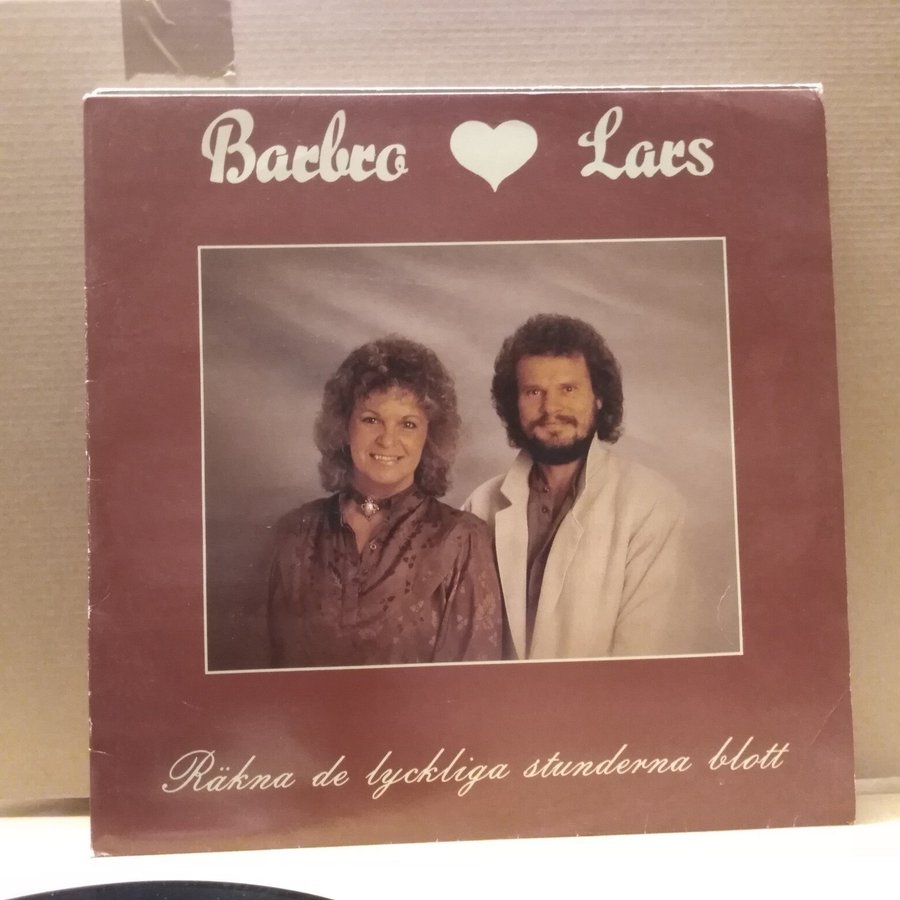 Barbro ♥ Lars
Räkna de lyckliga stunderna blott